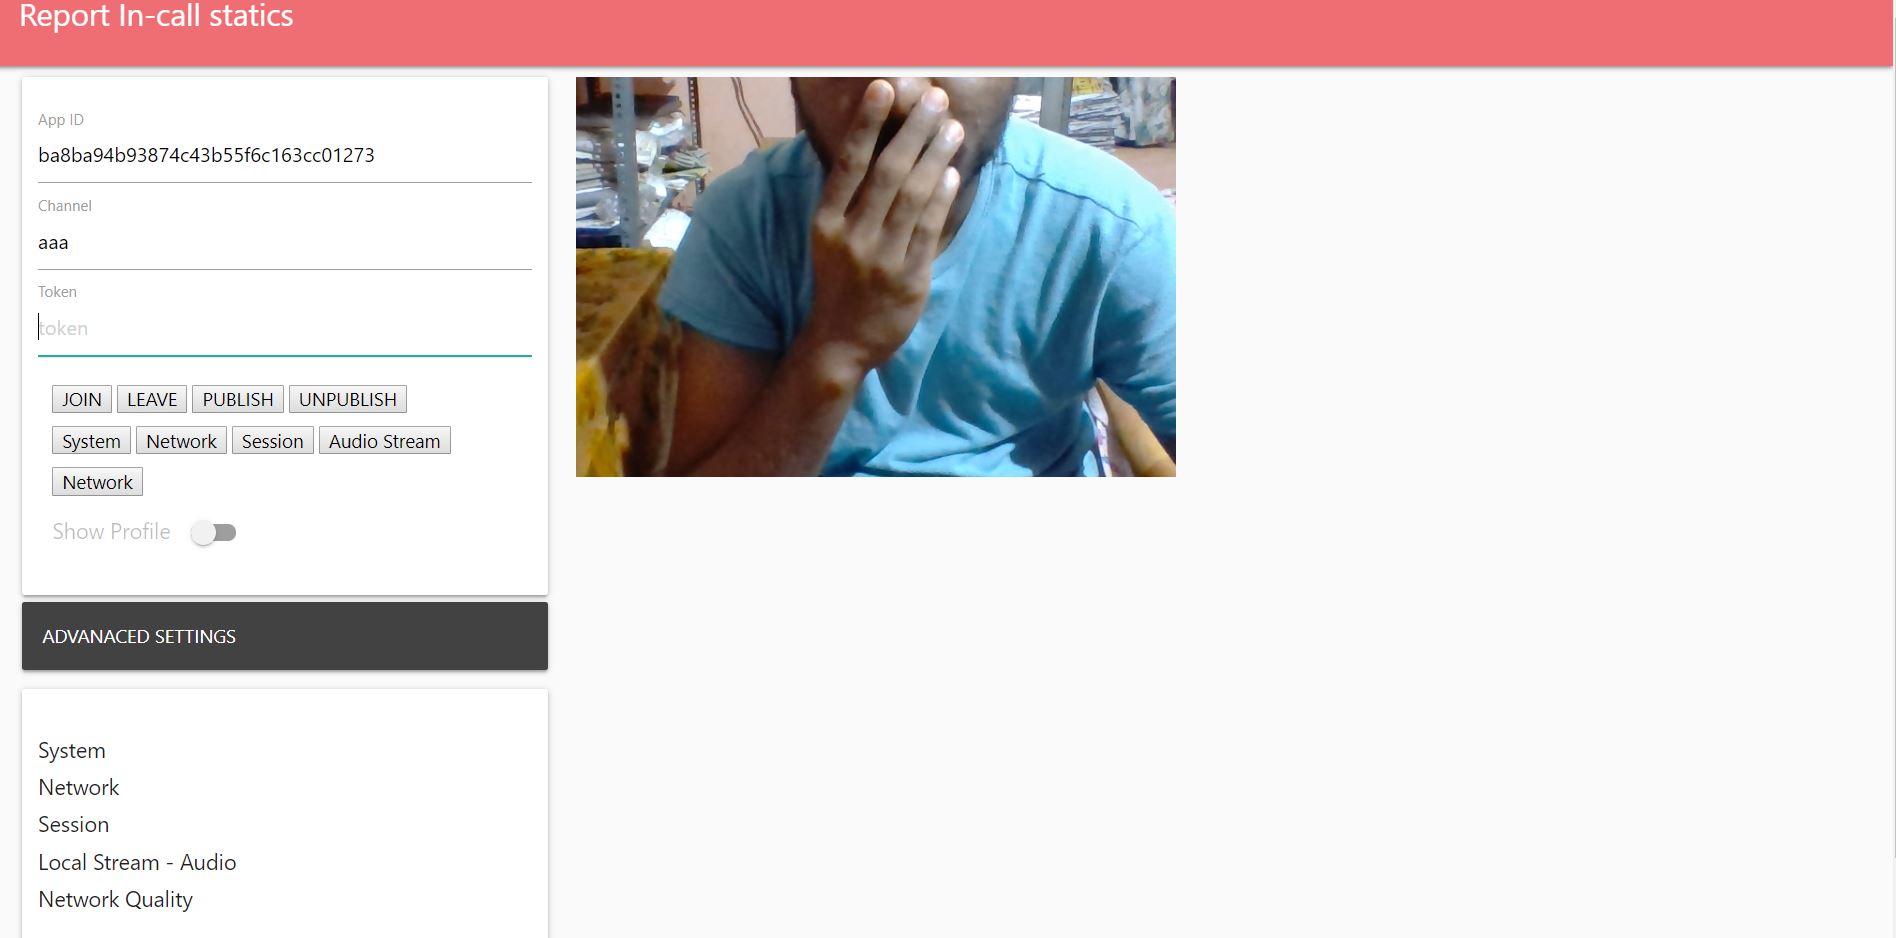 Report In-call statics
App ID
ba8ba94b93874c43b55f6c163cc01273
Channel
aaa
Token
token
JOIN LEAVE PUBLISH UNPUBLISH
System Network Session Audio Stream
Network
Show Profile
ADVANACED SETTINGS
System
Network
Session
Local Stream - Audio
Network Quality